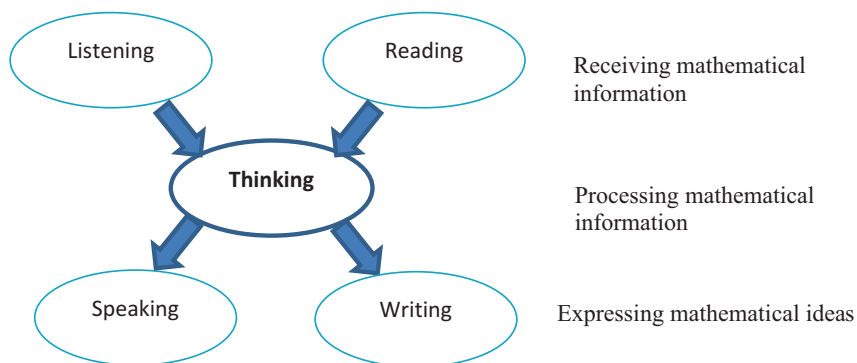 Listening
Reading
Receiving mathematical
information
Thinking
Processing mathematical
information
Speaking
Writing
Expressing mathematical ideas